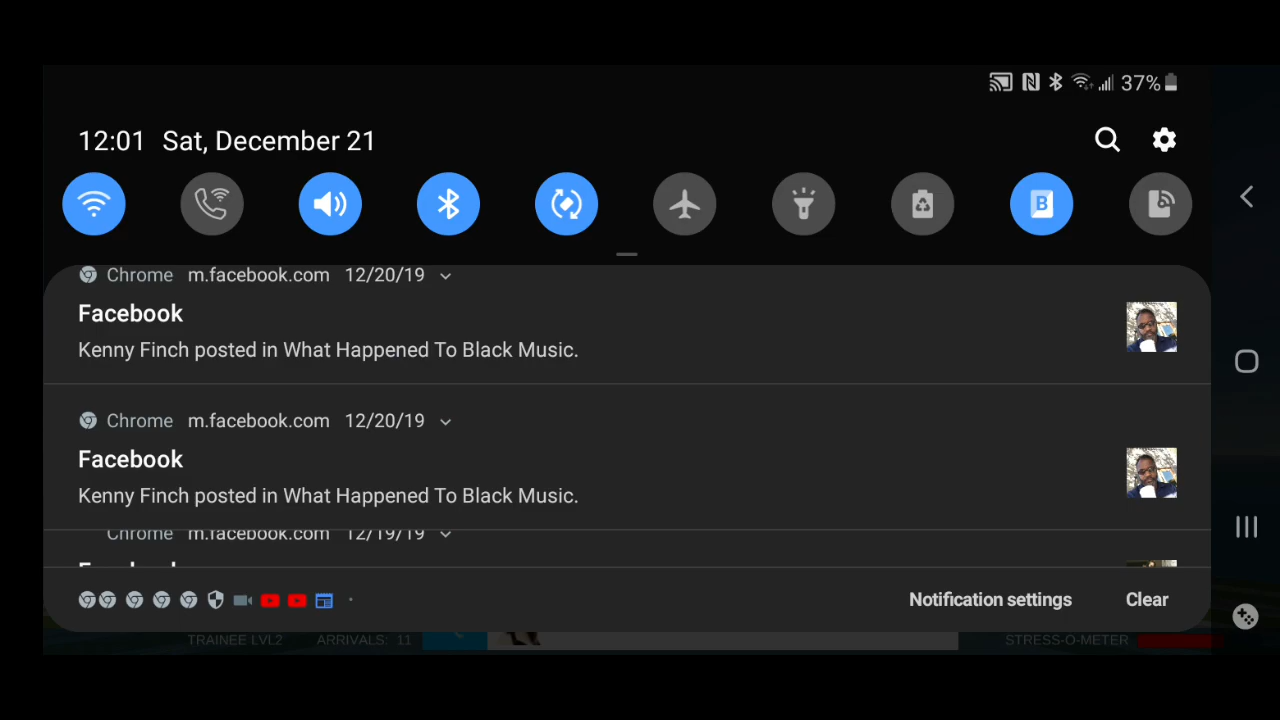 37%
12:01 Sat, December 21
B
Chrome m.facebook.com 12/20/19
Facebook
Kenny Finch posted in What Happened To Black Music.
Chrome m.facebook.com 12/20/19
Facebook
Kenny Finch posted in What Happened To Black Music.
Chrome m.facebook.com 12/19/19
Facebook
Notification settings Clear
TRAINEE LVL2 ARRIVALS: 11 STRESS-O-METER